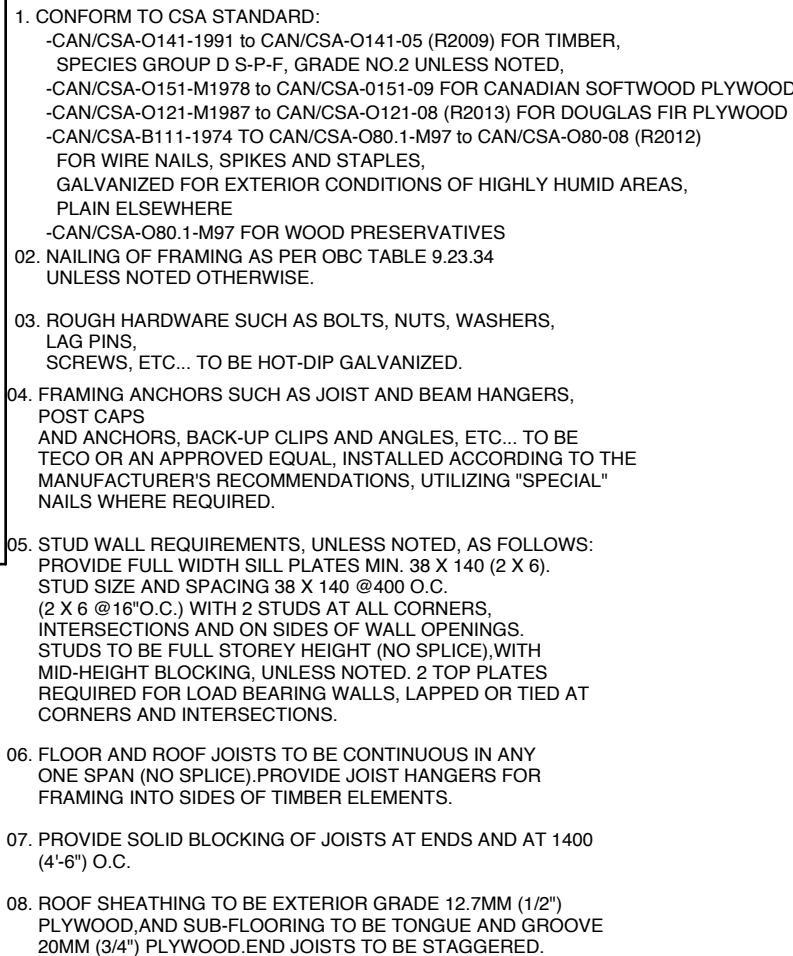 1. CONFORM TO CSA STANDARD:
-CAN/CSA-O141-1991 to CAN/CSA-O141-05 (R2009) FOR TIMBER,
SPECIES GROUP D S-P-F, GRADE NO.2 UNLESS NOTED,
-CAN/CSA-O151-M1978 to CAN/CSA-0151-09 FOR CANADIAN SOFTWOOD PLYWOOD
-CAN/CSA-O121-M1987 to CAN/CSA-O121-08 (R2013) FOR DOUGLAS FIR PLYWOOD
-CAN/CSA-B111-1974 TO CAN/CSA-O80.1-M97 to CAN/CSA-O80-08 (R2012)
FOR WIRE NAILS, SPIKES AND STAPLES,
GALVANIZED FOR EXTERIOR CONDITIONS OF HIGHLY HUMID AREAS,
PLAIN ELSEWHERE
-CAN/CSA-O80.1-M97 FOR WOOD PRESERVATIVES
02. NAILING OF FRAMING AS PER OBC TABLE 9.23.34
UNLESS NOTED OTHERWISE.
03. ROUGH HARDWARE SUCH AS BOLTS, NUTS, WASHERS,
LAG PINS,
SCREWS, ETC... TO BE HOT-DIP GALVANIZED.
04. FRAMING ANCHORS SUCH AS JOIST AND BEAM HANGERS,
POST CAPS
AND ANCHORS, BACK-UP CLIPS AND ANGLES, ETC... TO BE
TECO OR AN APPROVED EQUAL, INSTALLED ACCORDING TO THE
MANUFACTURER'S RECOMMENDATIONS, UTILIZING "SPECIAL"
NAILS WHERE REQUIRED.
05. STUD WALL REQUIREMENTS, UNLESS NOTED, AS FOLLOWS:
PROVIDE FULL WIDTH SILL PLATES MIN. 38 X 140 (2 X 6).
STUD SIZE AND SPACING 38 X 140 @400 O.C.
(2 X 6 @16"O.C.) WITH 2 STUDS AT ALL CORNERS,
INTERSECTIONS AND ON SIDES OF WALL OPENINGS.
STUDS TO BE FULL STOREY HEIGHT (NO SPLICE),WITH
MID-HEIGHT BLOCKING, UNLESS NOTED. 2 TOP PLATES
REQUIRED FOR LOAD BEARING WALLS, LAPPED OR TIED AT
CORNERS AND INTERSECTIONS.
06. FLOOR AND ROOF JOISTS TO BE CONTINUOUS IN ANY
ONE SPAN (NO SPLICE).PROVIDE JOIST HANGERS FOR
FRAMING INTO SIDES OF TIMBER ELEMENTS.
07. PROVIDE SOLID BLOCKING OF JOISTS AT ENDS AND AT 1400
(4'-6") O.C.
08. ROOF SHEATHING TO BE EXTERIOR GRADE 12.7MM (1/2")
PLYWOOD,AND SUB-FLOORING TO BE TONGUE AND GROOVE
20MM (3/4") PLYWOOD.END JOISTS TO BE STAGGERED.